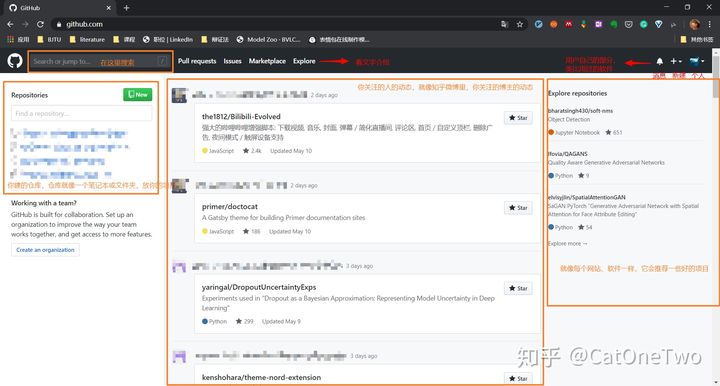 GitHub
github.com
应用
BJTU
literature
课程
职位 | LinkedIn
辩证法
Model Zoo - BVLC...
表情包在线制作模...
其他书签
Search or jump to...
/
在这里搜索
Pull requests
Issues
Marketplace
Explore
看文字介绍
用户自己的部分，
消息 新建 个人
Repositories
New
Find a repository...
你建的仓库，仓库就像一个笔记本或文件夹，放你的
Working with a team?
GitHub is built for collaboration. Set up an
organization to improve the way your team
works together, and get access to more features.
Create an organization
你关注的人的动态，就像知乎微博里，你关注的博主的动态
2 days ago
the1812/Bilibili-Evolved
强大的哔哩哔哩增强脚本: 下载视频, 音乐, 封面, 弹幕 / 简化直播间, 评论区, 首页 / 自定义顶栏, 删除广
告, 夜间模式 / 触屏设备支持
JavaScript
2.4k
Updated May 10
Star
2 days ago
primer/doctocat
A Gatsby theme for building Primer documentation sites
JavaScript
186
Updated May 10
Star
3 days ago
yaringal/DropoutUncertaintyExps
Experiments used in "Dropout as a Bayesian Approximation: Representing Model Uncertainty in Deep
Learning"
Python
299
Updated May 9
Star
3 days ago
kenshohara/theme-nord-extension
Star
Explore repositories
bharatsingh430/soft-nms
Object Detection
Jupyter Notebook
651
lfovia/QAGANS
Quality Aware Generative Adversarial Networks
Python
9
elvisyjlin/SpatialAttentionGAN
SaGAN PyTorch "Generative Adversarial Network with Spatial
Attention for Face Attribute Editing"
Python
54
Explore more →
就像每个网站、软件一样，它会推荐一些好的项目
知乎 @CatOneTwo